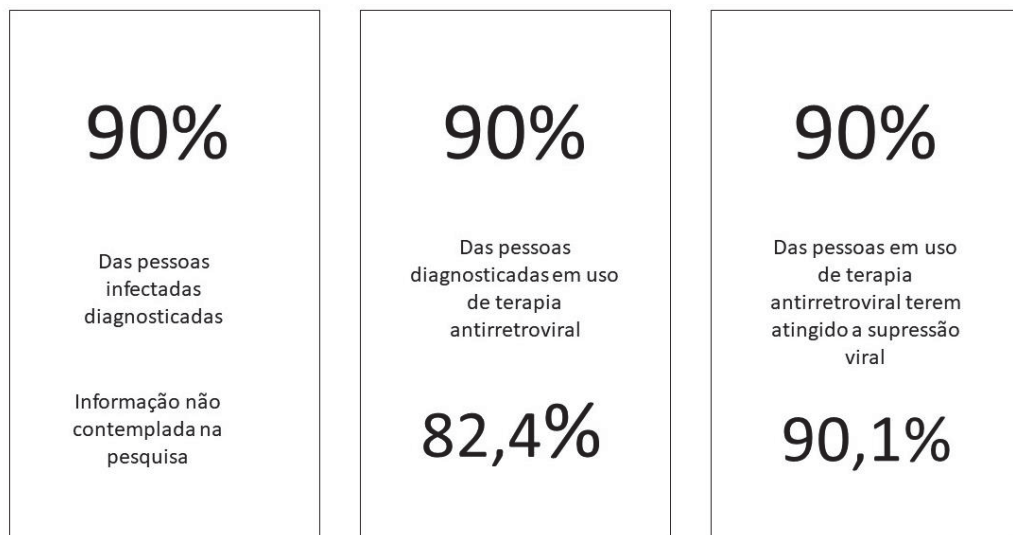 90%
Das pessoas
infectadas
diagnosticadas
Informação não
contemplada na
pesquisa
90%
Das pessoas
diagnosticadas em uso
de terapia
antirretroviral
82,4%
90%
Das pessoas em uso
de terapia
antirretroviral terem
atingido a supressão
viral
90,1%